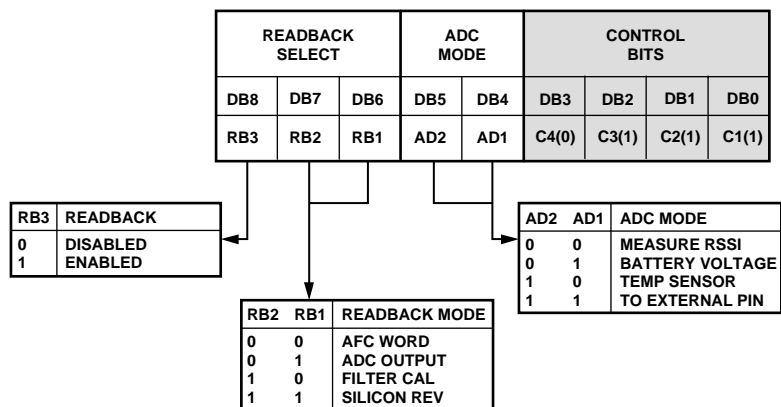 READBACK SELECT ADC MODE CONTROL BITS
DB8 DB7 DB6 DB5 DB4 DB3 DB2 DB1 DB0
RB3 RB2 RB1 AD2 AD1 C4(0) C3(1) C2(1) C1(1)
RB3 READBACK
0 DISABLED
1 ENABLED
AD2 AD1 ADC MODE
0 0 MEASURE RSSI
0 1 BATTERY VOLTAGE
1 0 TEMP SENSOR
1 1 TO EXTERNAL PIN
RB2 RB1 READBACK MODE
0 0 AFC WORD
0 1 ADC OUTPUT
1 0 FILTER CAL
1 1 SILICON REV